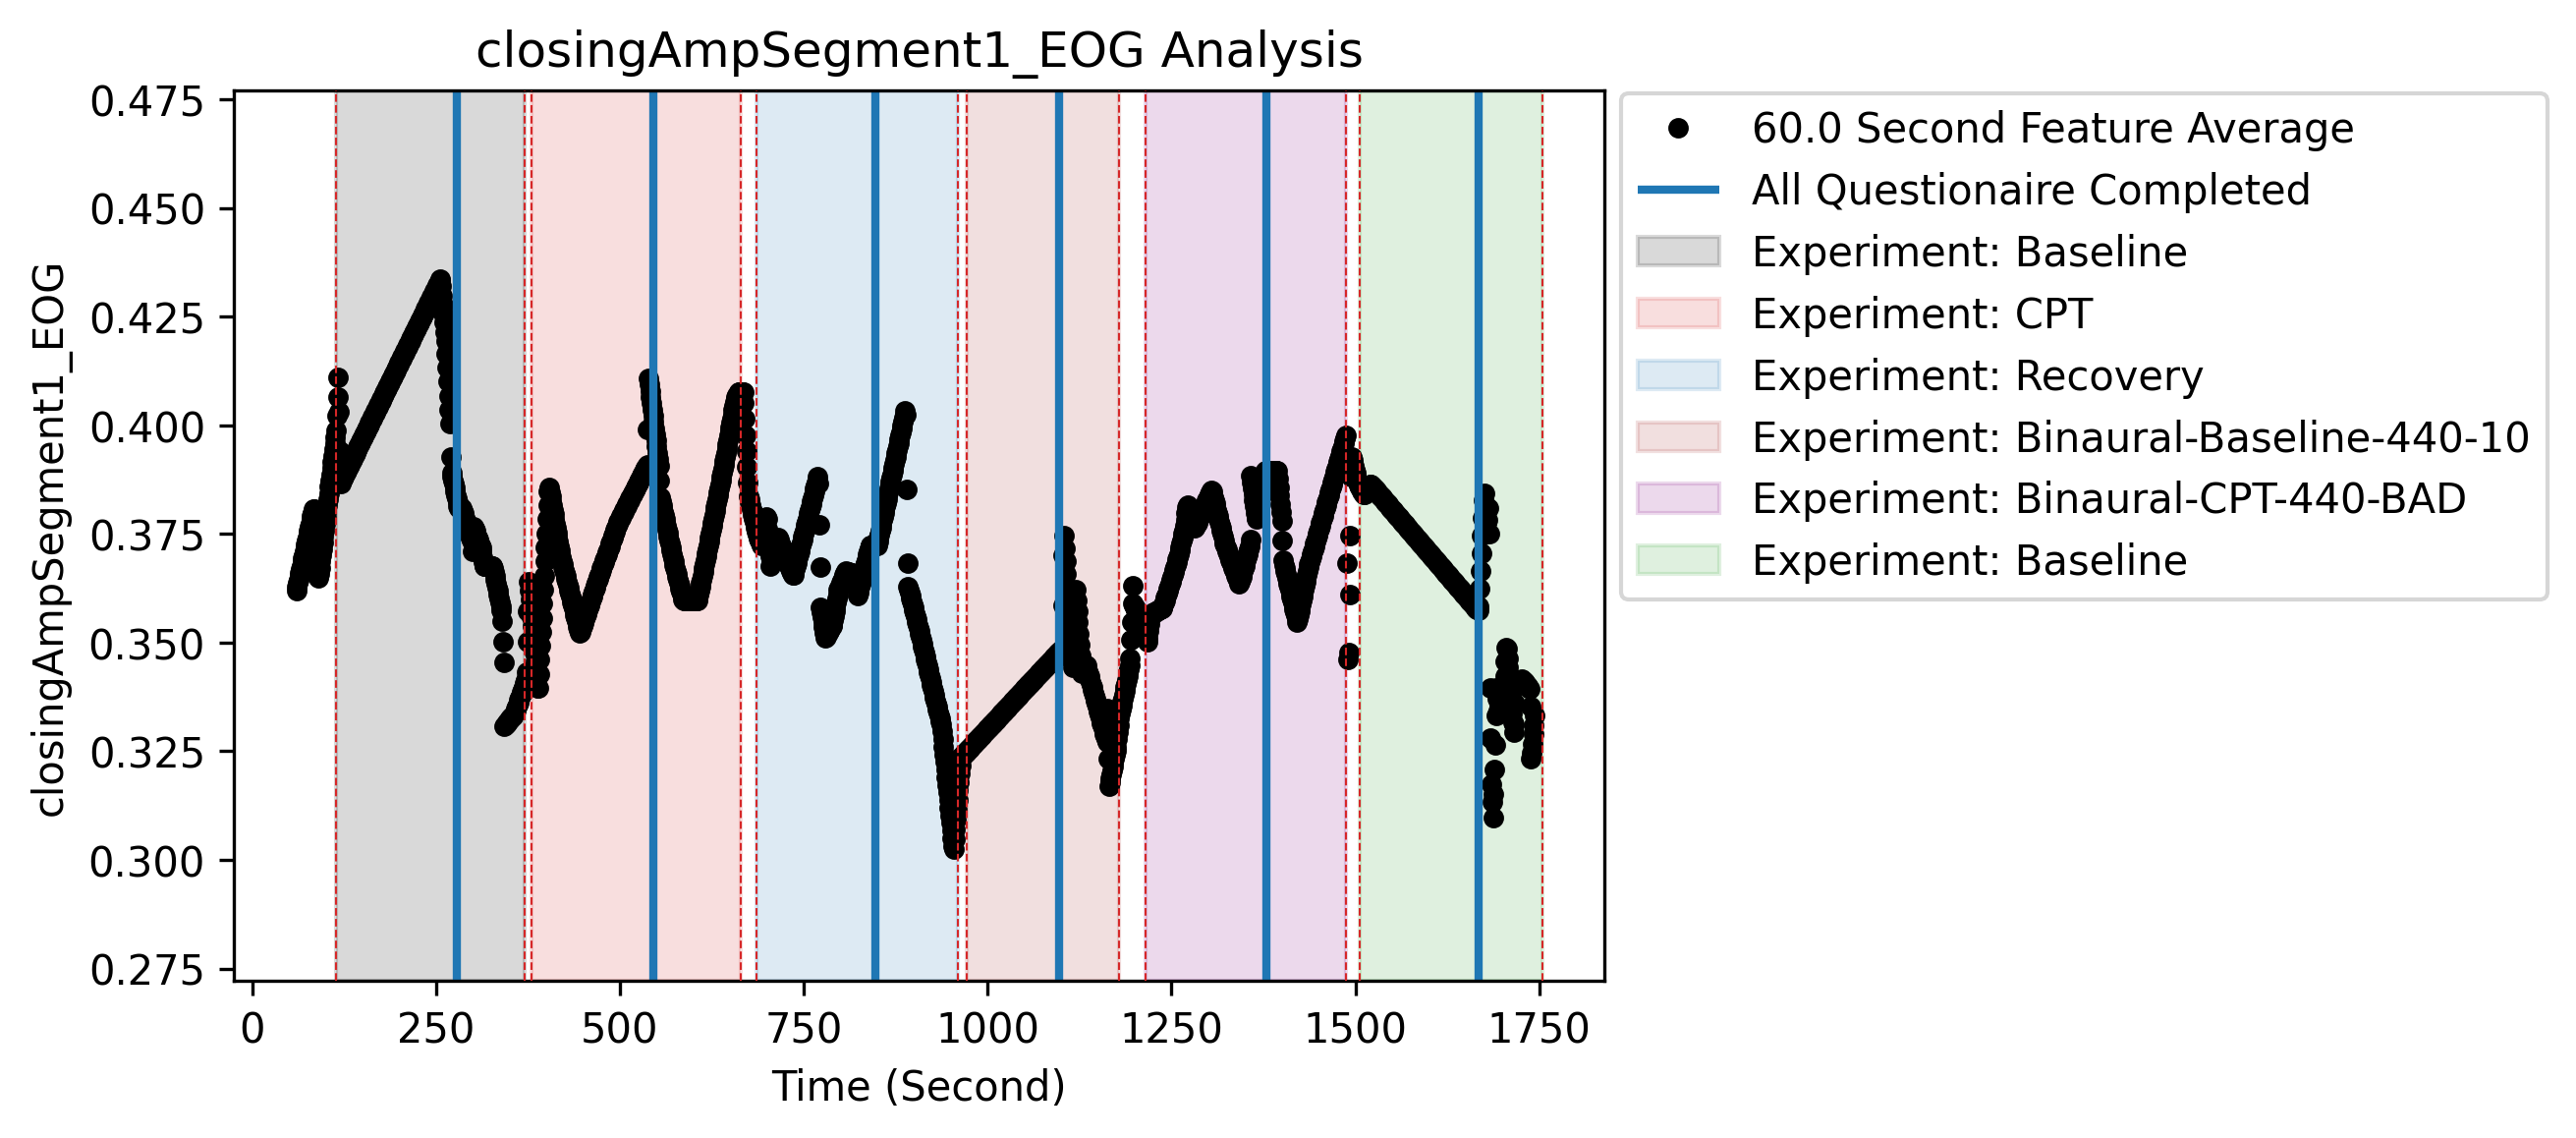 closingAmpSegment1_EOG Analysis
closingAmpSegment1_EOG
0.475
0.450
0.425
0.400
0.375
0.350
0.325
0.300
0.275
0 250 500 750 1000 1250 1500 1750
Time (Second)
60.0 Second Feature Average
All Questionaire Completed
Experiment: Baseline
Experiment: CPT
Experiment: Recovery
Experiment: Binaural-Baseline-440-10
Experiment: Binaural-CPT-440-BAD
Experiment: Baseline